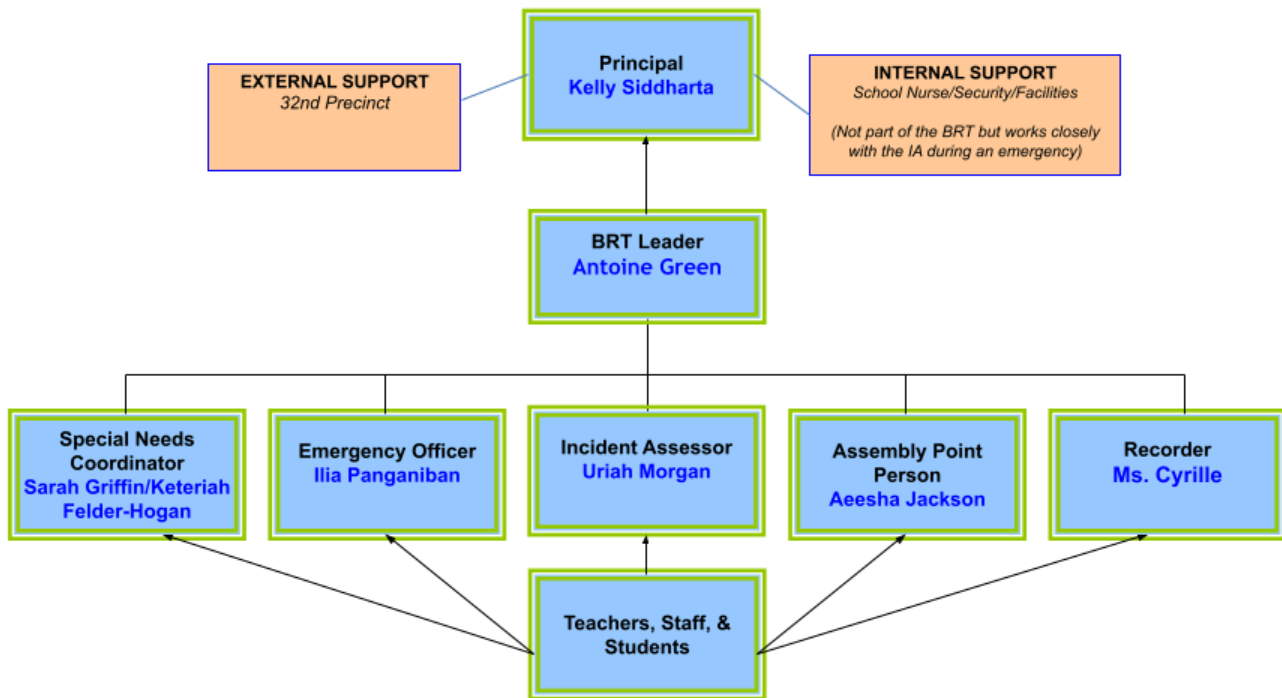 Principal
Kelly Siddharta
EXTERNAL SUPPORT
32nd Precinct
INTERNAL SUPPORT
School Nurse/Security/Facilities
(Not part of the BRT but works closely
with the IA during an emergency)
BRT Leader
Antoine Green
Special Needs
Coordinator
Sarah Griffin/Keteriah
Felder-Hogan
Emergency Officer
Ilia Panganiban
Incident Assessor
Uriah Morgan
Assembly Point
Person
Aeesha Jackson
Recorder
Ms. Cyrille
Teachers, Staff, &
Students